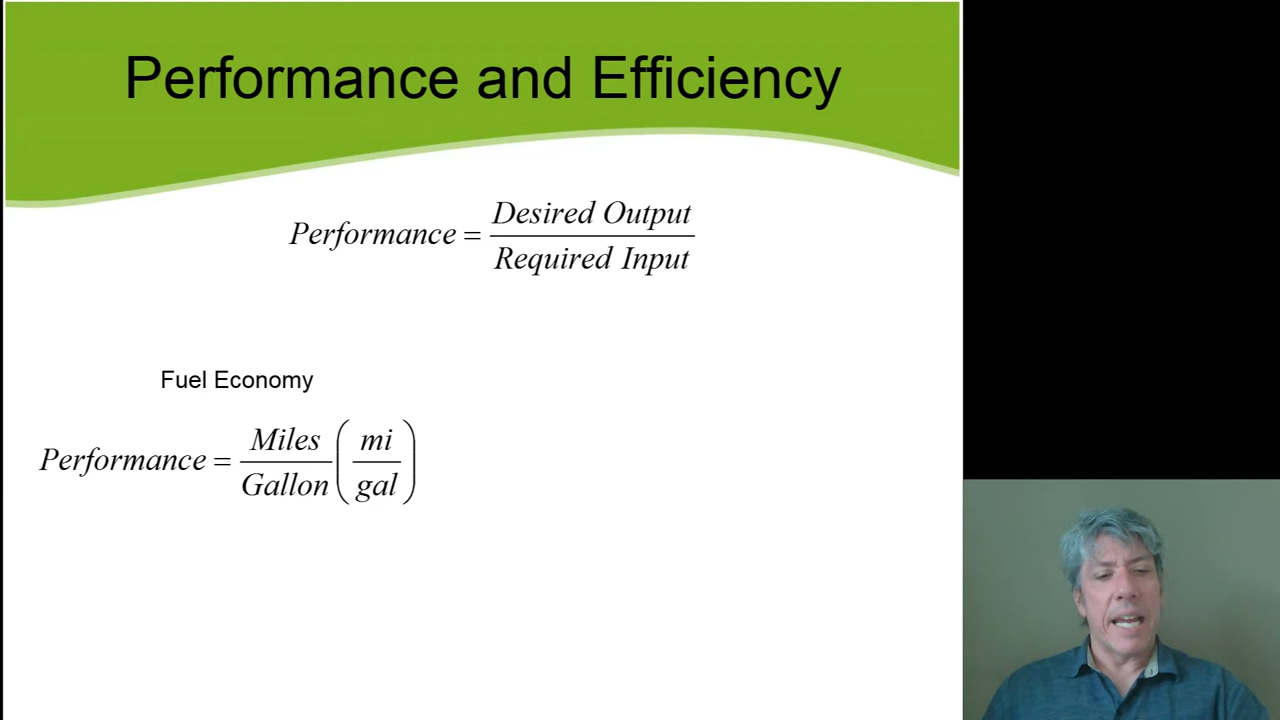 Performance and Efficiency
Performance = Desired Output / Required Input
Fuel Economy
Performance = Miles / Gallon ( mi / gal )